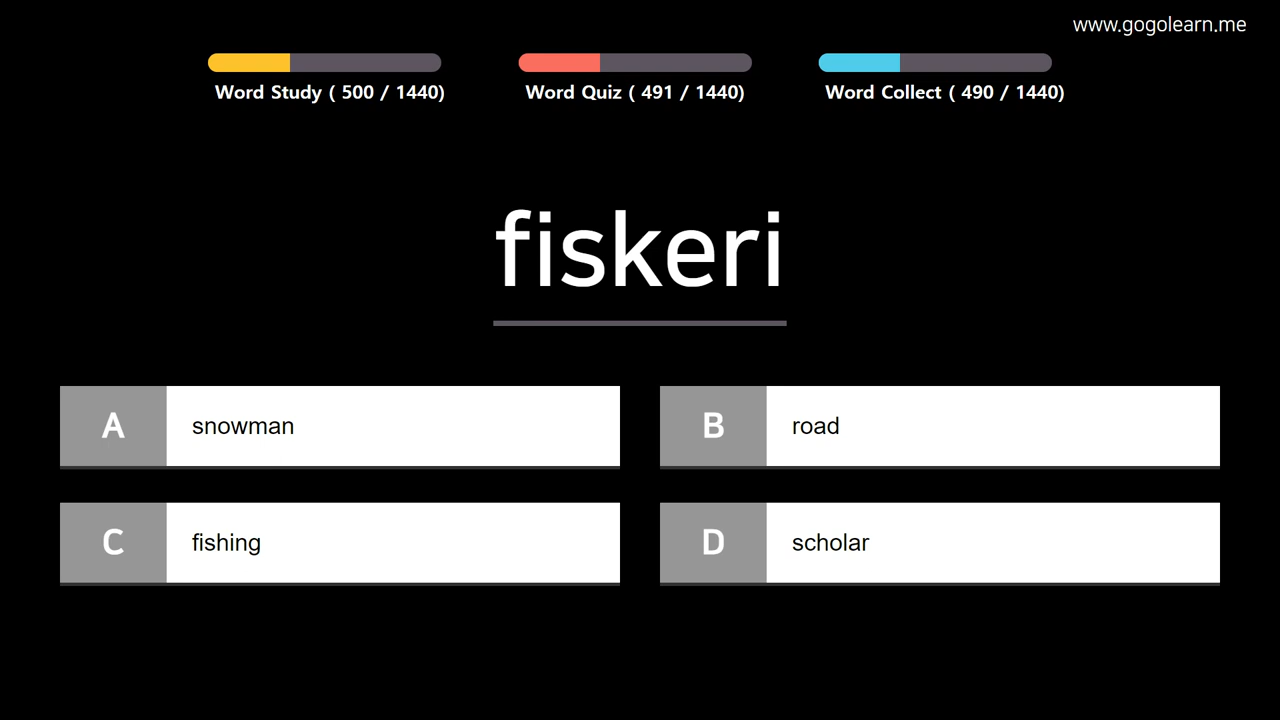 www.gogolearn.me
Word Study ( 500 / 1440)
Word Quiz ( 491 / 1440)
Word Collect ( 490 / 1440)
fiskeri
A snowman
B road
C fishing
D scholar